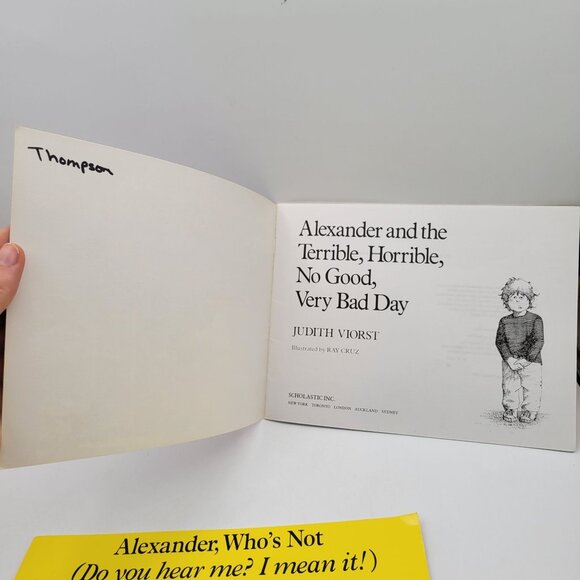 Thompson
Alexander and the
Terrible, Horrible,
No Good,
Very Bad Day
JUDITH VIORST
Illustrated by RAY CRUZ
SCHOLASTIC INC.
NEW YORK TORONTO LONDON AUCKLAND SYDNEY
Alexander, Who's Not
(Do you hear me? I mean it!)